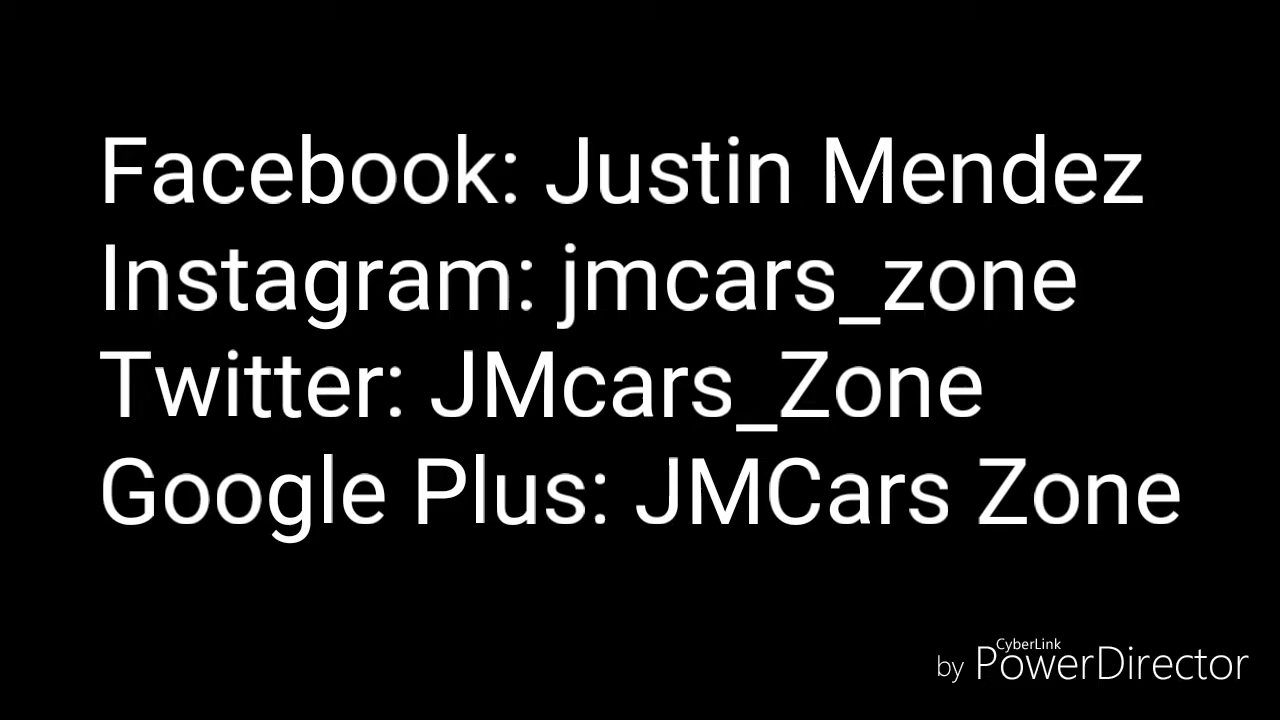 Facebook: Justin Mendez
Instagram: jmcars_zone
Twitter: JMcars_Zone
Google Plus: JMCars Zone
CyberLink
by PowerDirector